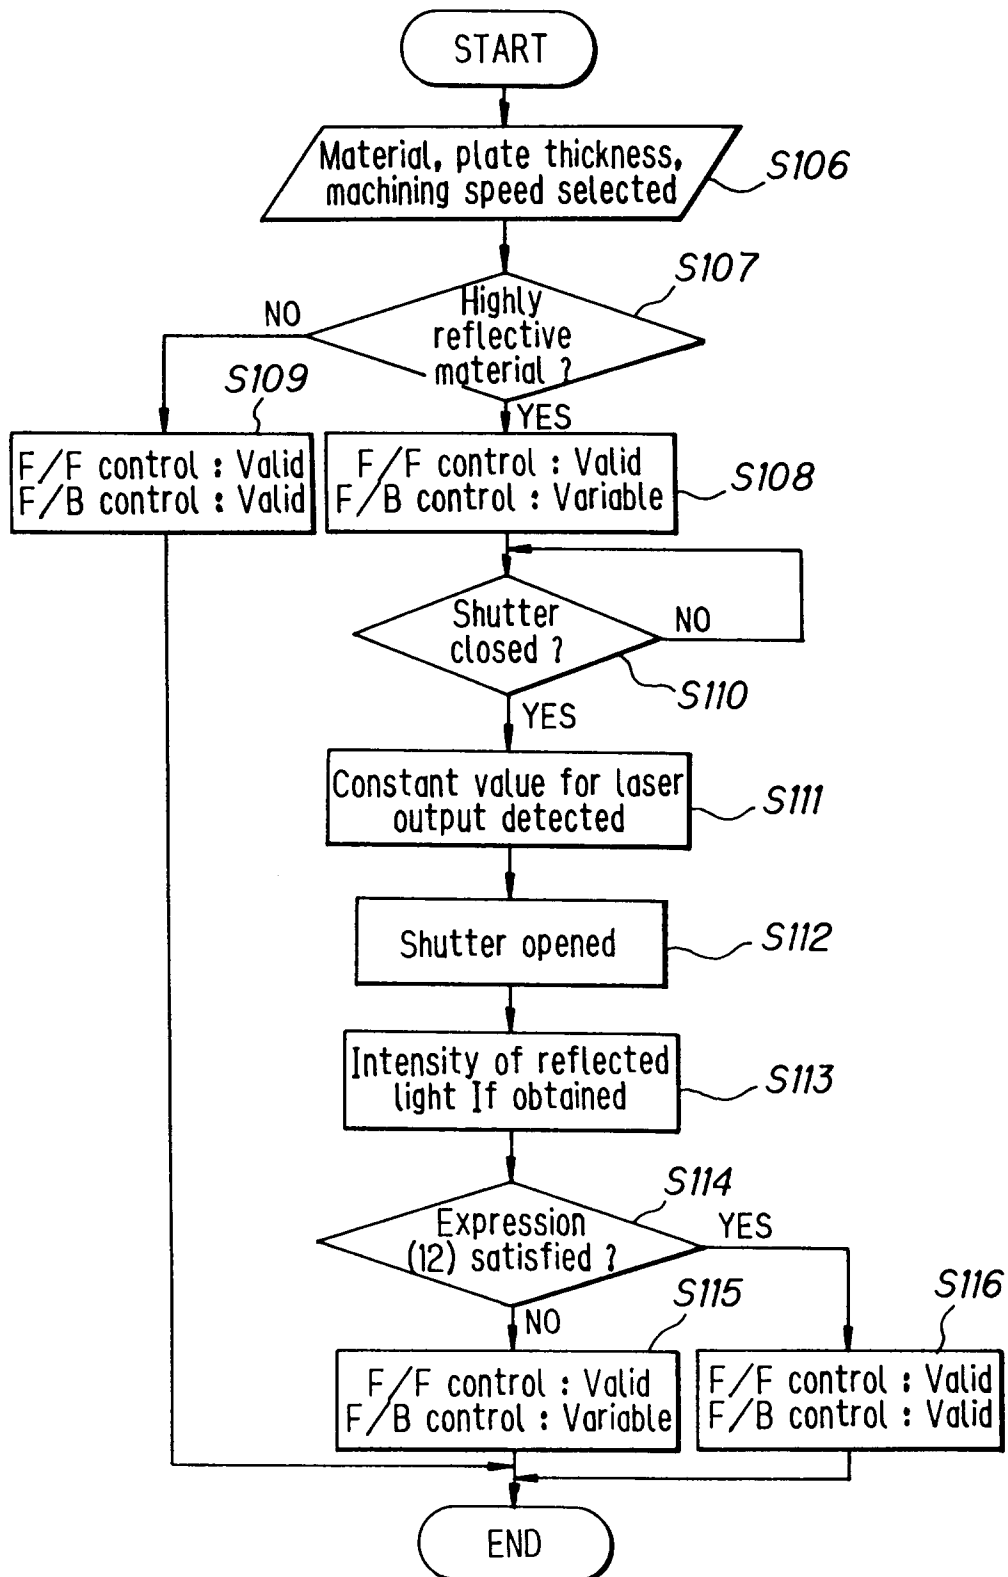 START
Material, plate thickness,
machining speed selected
S106
S107
Highly
reflective
material ?
NO
YES
S109
F/F control : Valid
F/B control : Valid
F/F control : Valid
F/B control : Variable
S108
Shutter
closed ?
NO
S110
YES
Constant value for laser
output detected
S111
Shutter opened
S112
Intensity of reflected
light If obtained
S113
S114
Expression
(12) satisfied ?
YES
NO
S115
S116
F/F control : Valid
F/B control : Variable
F/F control : Valid
F/B control : Valid
END